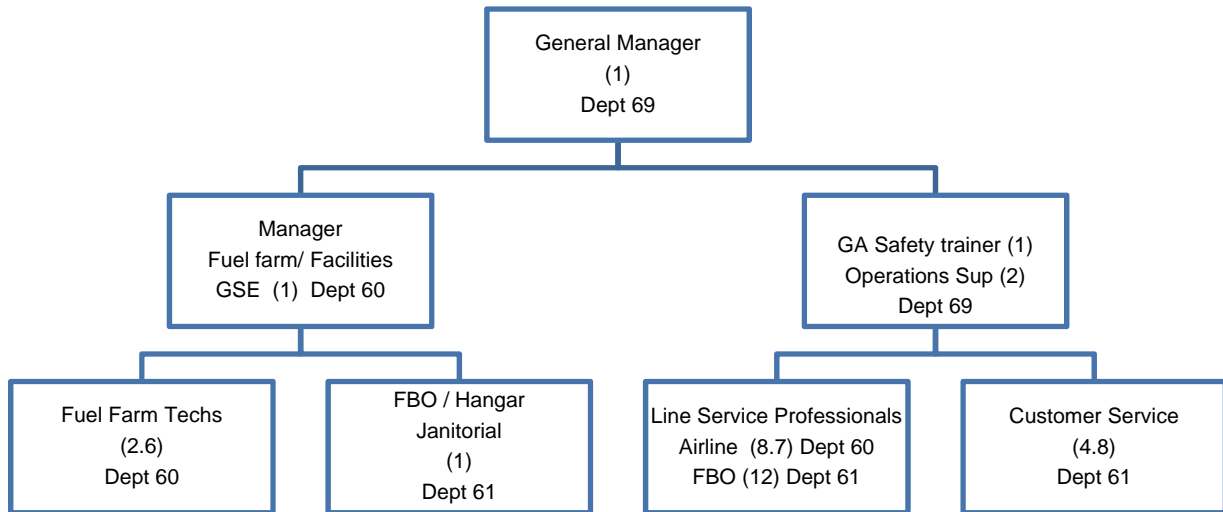 General Manager
(1)
Dept 69
Manager
Fuel farm/ Facilities
GSE (1) Dept 60
GA Safety trainer (1)
Operations Sup (2)
Dept 69
Fuel Farm Techs
(2.6)
Dept 60
FBO / Hangar
Janitorial
(1)
Dept 61
Line Service Professionals
Airline (8.7) Dept 60
FBO (12) Dept 61
Customer Service
(4.8)
Dept 61